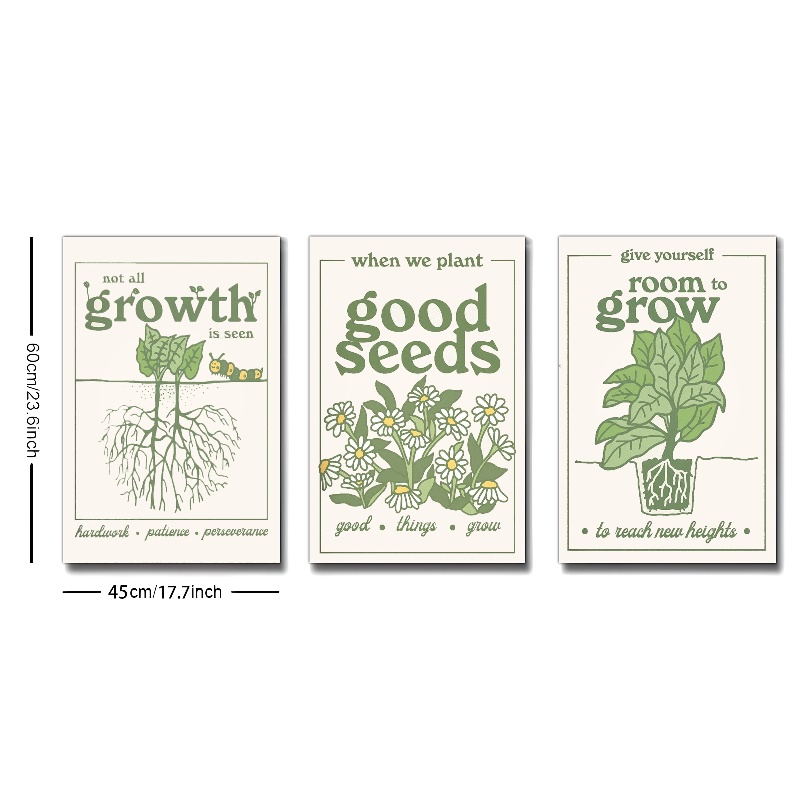 60cm/23.6inch
45cm/17.7inch
not all
growth
is seen
hardwork • patience • perseverance
when we plant
good
seeds
good • things • grow
give yourself
room to
grow
• to reach new heights •